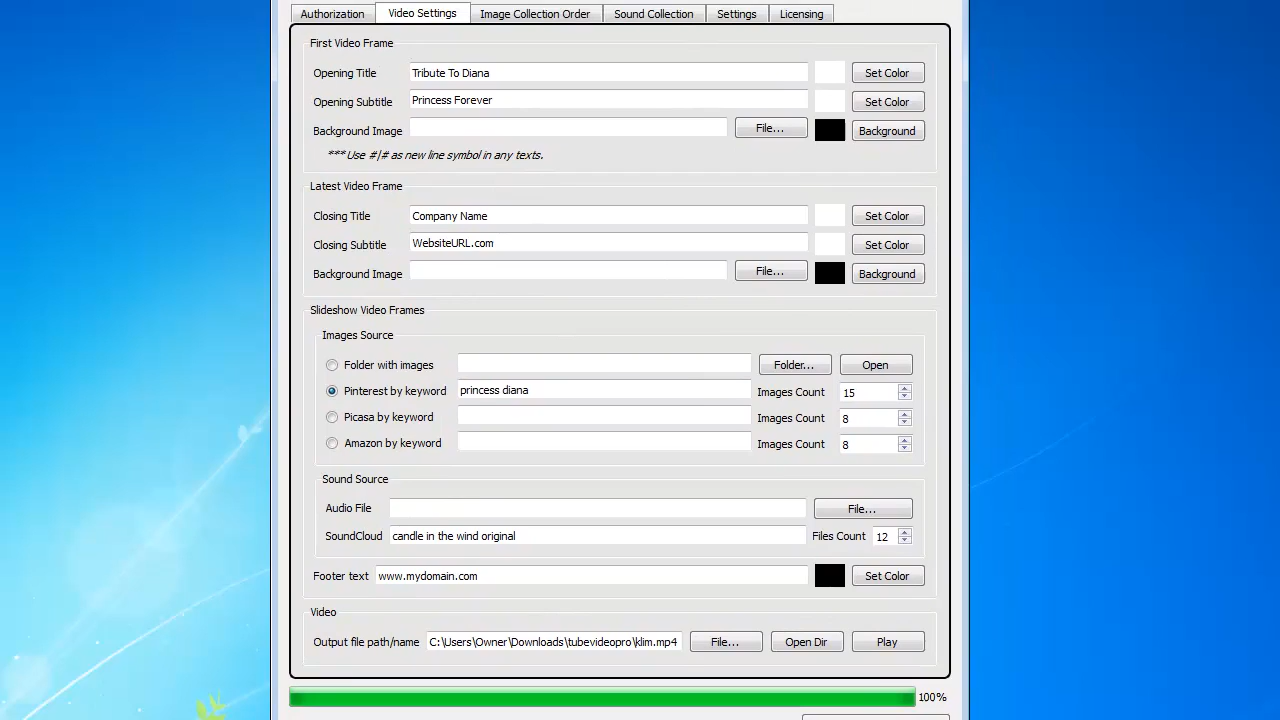 Authorization Video Settings Image Collection Order Sound Collection Settings Licensing
First Video Frame
Opening Title Tribute To Diana Set Color
Opening Subtitle Princess Forever Set Color
Background Image File... Background
***Use #|# as new line symbol in any texts.
Latest Video Frame
Closing Title Company Name Set Color
Closing Subtitle WebsiteURL.com Set Color
Background Image File... Background
Slideshow Video Frames
Images Source
Folder with images Folder... Open
Pinterest by keyword princess diana Images Count 15
Picasa by keyword Images Count 8
Amazon by keyword Images Count 8
Sound Source
Audio File File...
SoundCloud candle in the wind original Files Count 12
Footer text www.mydomain.com Set Color
Video
Output file path/name C:\Users\Owner\Downloads\tubevideopro\klim.mp4 File... Open Dir Play
100%